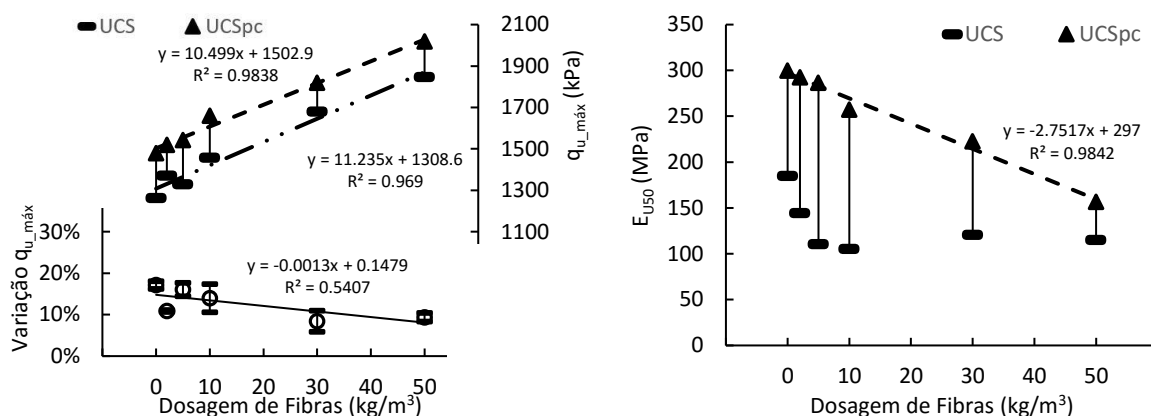 UCS UCSpc
y = 10.499x + 1502.9
R² = 0.9838
y = 11.235x + 1308.6
R² = 0.969
2100
1900
1700
1500
1300
1100
q_u_máx (kPa)
30%
20%
10%
0%
Variação q_u_máx
y = -0.0013x + 0.1479
R² = 0.5407
0 10 20 30 40 50
Dosagem de Fibras (kg/m³)
UCS UCSpc
350
300
250
200
150
100
50
0
E_U50 (MPa)
y = -2.7517x + 297
R² = 0.9842
0 10 20 30 40 50
Dosagem de Fibras (kg/m³)